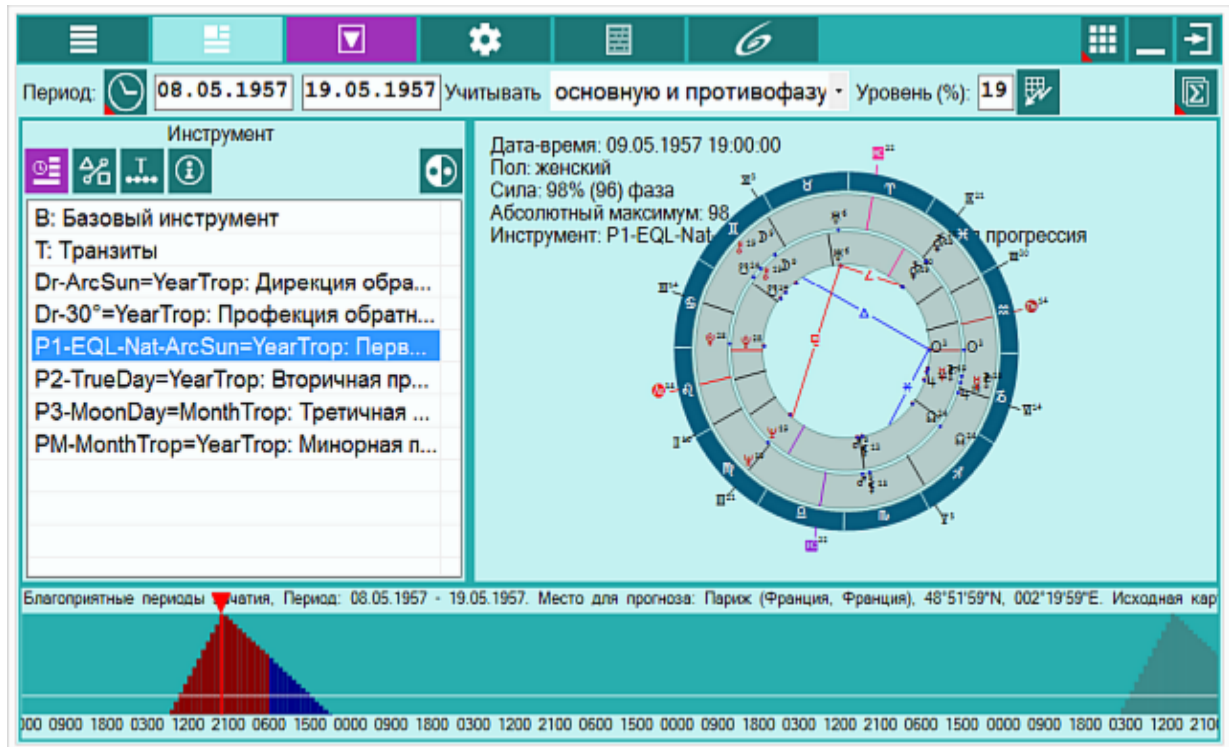 Период: 08.05.1957 19.05.1957 Учитывать основную и противофазу Уровень (%): 19
Инструмент
B: Базовый инструмент
T: Транзиты
Dr-ArcSun=YearTrop: Дирекция обра...
Dr-30°=YearTrop: Профекция обратн...
P1-EQL-Nat-ArcSun=YearTrop: Перв...
P2-TrueDay=YearTrop: Вторичная пр...
P3-MoonDay=MonthTrop: Третичная ...
PM-MonthTrop=YearTrop: Минорная п...
Дата-время: 09.05.1957 19:00:00
Пол: женский
Сила: 98% (96) фаза
Абсолютный максимум: 98
Инструмент: P1-EQL-Nat- прогрессия
Благоприятные периоды зачатия, Период: 08.05.1957 - 19.05.1957. Место для прогноза: Париж (Франция, Франция), 48°51'59"N, 002°19'59"E. Исходная кар
000 0900 1800 0300 1200 2100 0600 1500 0000 0900 1800 0300 1200 2100 0600 1500 0000 0900 1800 0300 1200 2100 0600 1500 0000 0900 1800 0300 1200 210